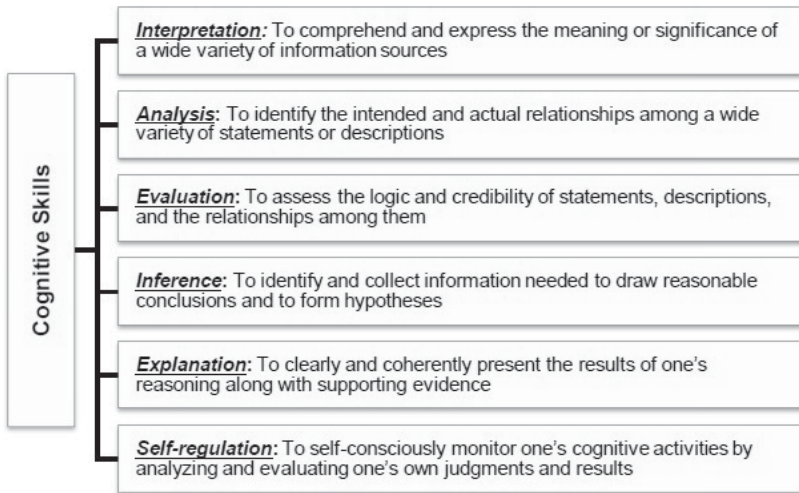 Cognitive Skills
Interpretation: To comprehend and express the meaning or significance of
a wide variety of information sources
Analysis: To identify the intended and actual relationships among a wide
variety of statements or descriptions
Evaluation: To assess the logic and credibility of statements, descriptions,
and the relationships among them
Inference: To identify and collect information needed to draw reasonable
conclusions and to form hypotheses
Explanation: To clearly and coherently present the results of one's
reasoning along with supporting evidence
Self-regulation: To self-consciously monitor one's cognitive activities by
analyzing and evaluating one's own judgments and results